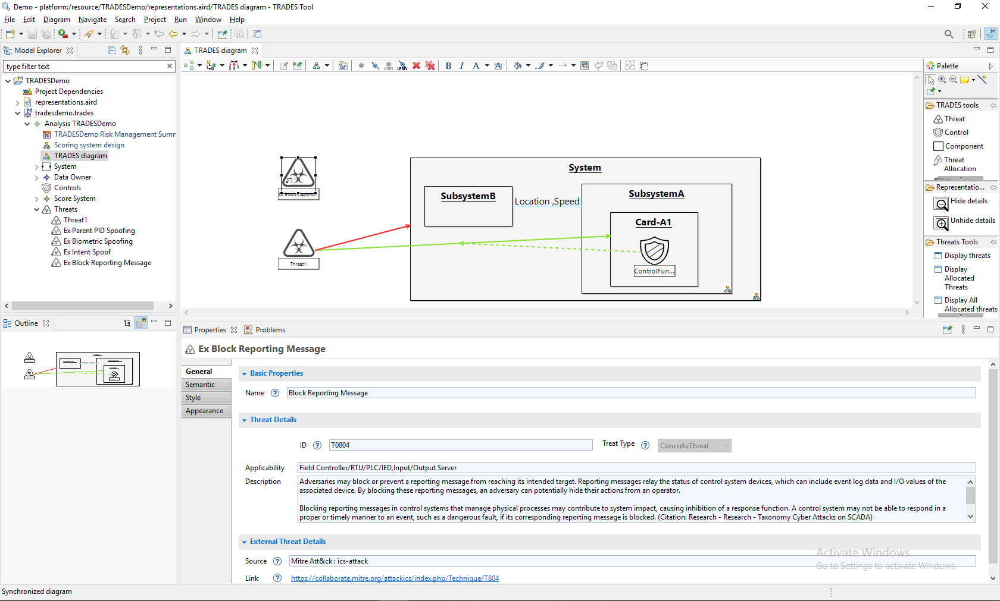 Demo - platform:/resource/TRADESDemo/representations.aird/TRADES diagram - TRADES Tool
File Edit Diagram Navigate Search Project Run Window Help
Model Explorer
type filter text
TRADESDemo
Project Dependencies
representations.aird
tradesdemo.trades
Analysis TRADESDemo
TRADESDemo Risk Management Summ
Scoring system design
TRADES diagram
System
Data Owner
Controls
Score System
Threats
Threat1
Ex Parent PID Spoofing
Ex Biometric Spoofing
Ex Intent Spoof
Ex Block Reporting Message
Outline
TRADES diagram
LABEL LABEL
B I A A
Ex Block Reporti...
Threat1
System
SubsystemB
Location ,Speed
SubsystemA
Card-A1
ControlFun...
Palette
TRADES tools
Threat
Control
Component
Threat
Allocation
Representatio...
Hide details
Unhide details
Threats Tools
Display threats
Display
Allocated
Threats
Display All
Allocated threats
Properties Problems
Ex Block Reporting Message
General
Semantic
Style
Appearance
Basic Properties
Name Block Reporting Message
Threat Details
ID T0804 Treat Type ConcreteThreat
Applicability Field Controller/RTU/PLC/IED,Input/Output Server
Description Adversaries may block or prevent a reporting message from reaching its intended target. Reporting messages relay the status of control system devices, which can include event log data and I/O values of the
associated device. By blocking these reporting messages, an adversary can potentially hide their actions from an operator.
Blocking reporting messages in control systems that manage physical processes may contribute to system impact, causing inhibition of a response function. A control system may not be able to respond in a
proper or timely manner to an event, such as a dangerous fault, if its corresponding reporting message is blocked. (Citation: Research - Research - Taxonomy Cyber Attacks on SCADA)
External Threat Details
Source Mitre Att&ck : ics-attack
Link https://collaborate.mitre.org/attackics/index.php/Technique/T804
Activate Windows
Go to Settings to activate Windows.
Synchronized diagram